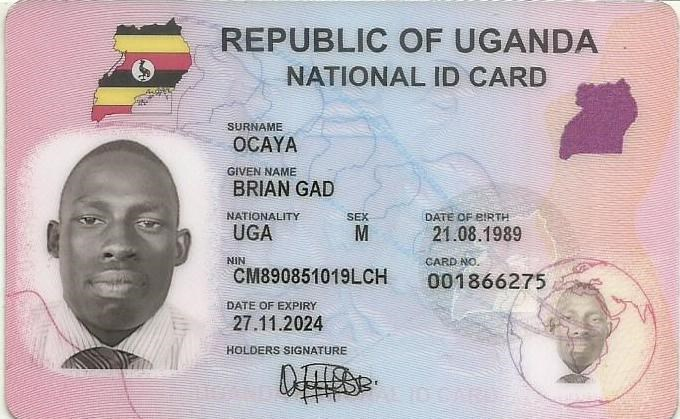 REPUBLIC OF UGANDA
NATIONAL ID CARD
SURNAME
OCAYA
GIVEN NAME
BRIAN GAD
NATIONALITY SEX DATE OF BIRTH
UGA M 21.08.1989
NIN CARD NO.
CM890851019LCH 001866275
DATE OF EXPIRY
27.11.2024
HOLDERS SIGNATURE